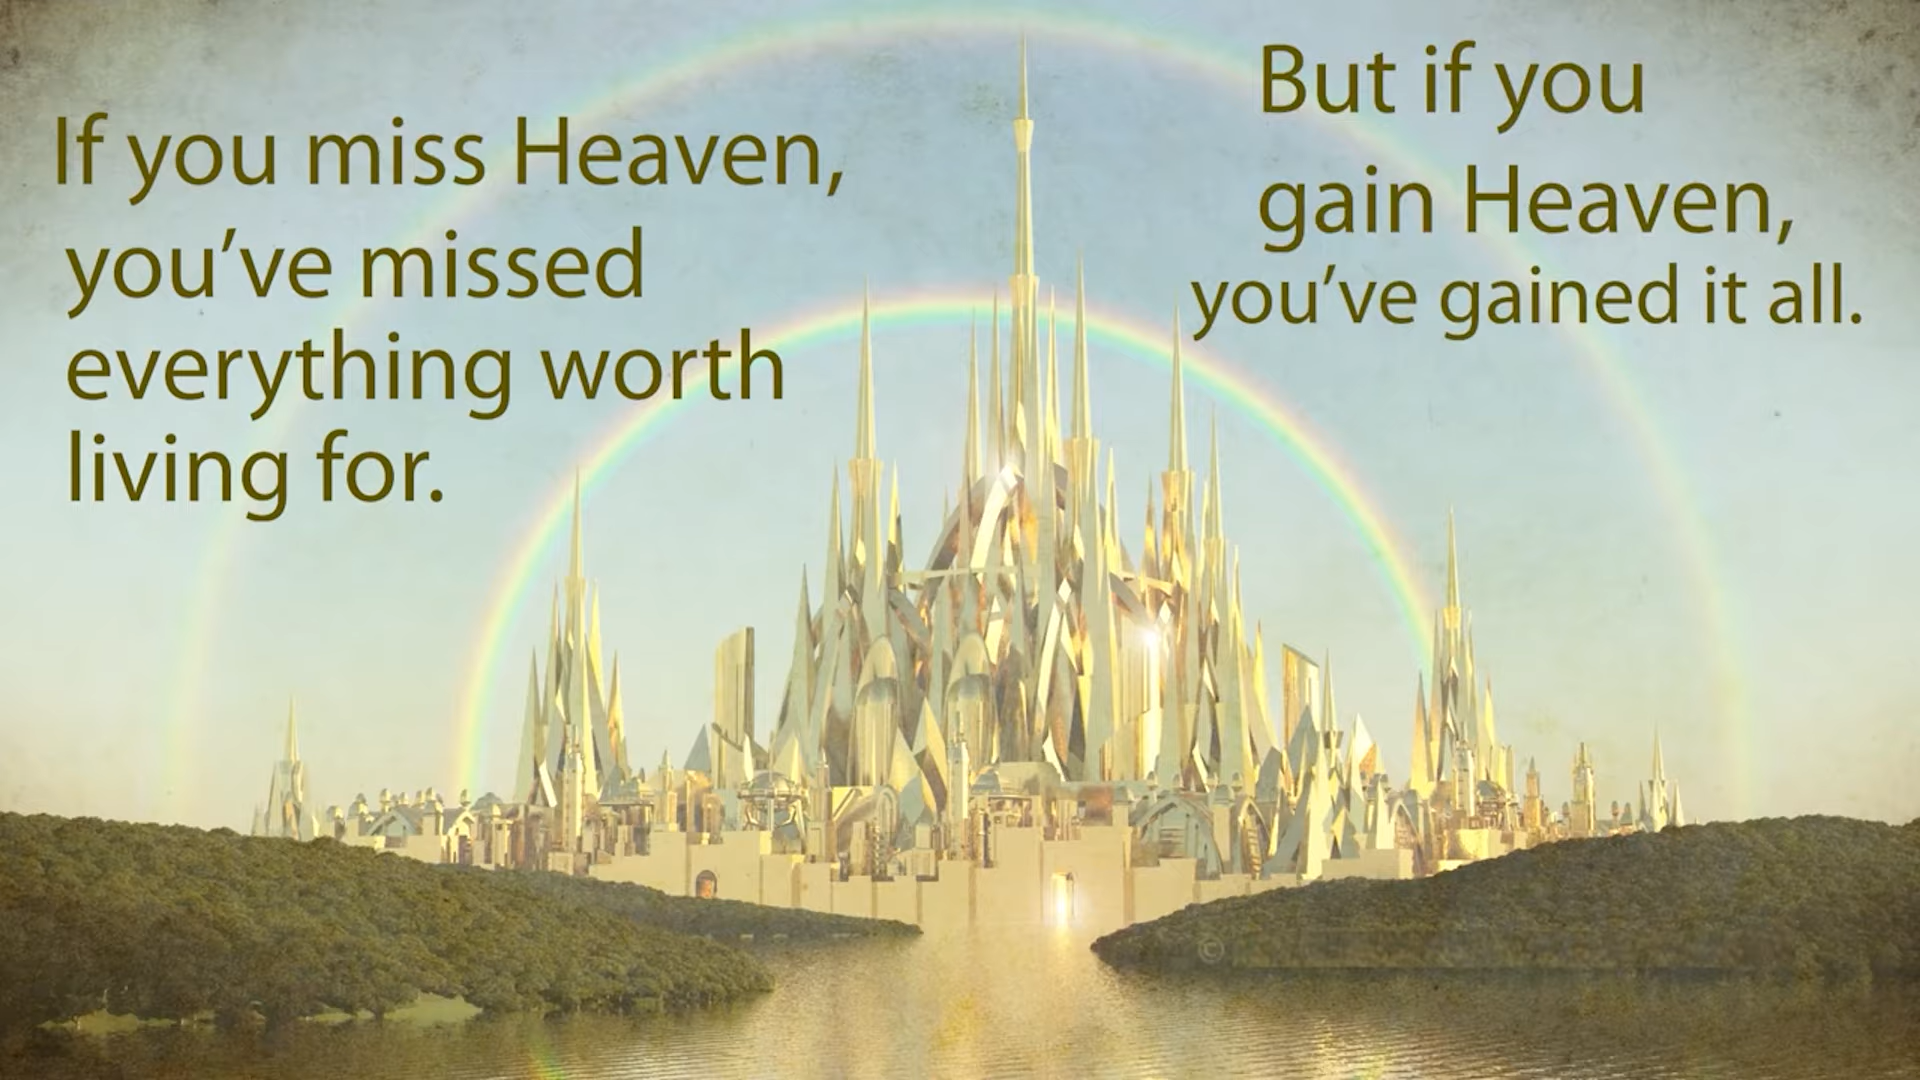 If you miss Heaven,
you've missed
everything worth
living for.
But if you
gain Heaven,
you've gained it all.
©